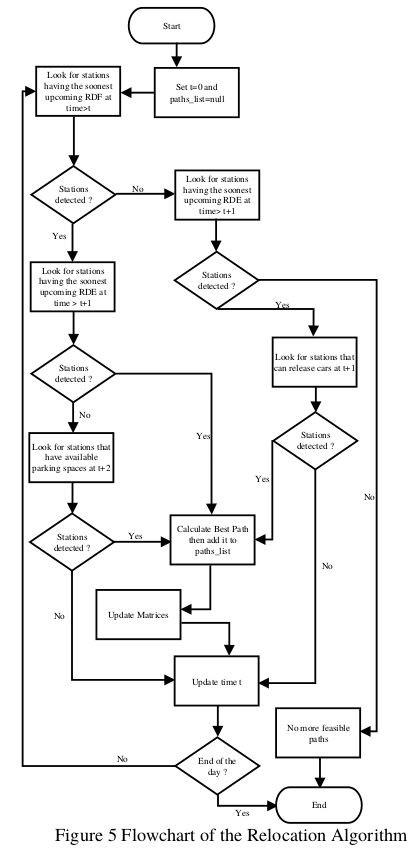 Start
Look for stations
having the soonest
upcoming RDF at
time>t
Set t=0 and
paths_list=null
Stations
detected ?
No
Look for stations
having the soonest
upcoming RDE at
time> t+1
Yes
Look for stations
having the soonest
upcoming RDE at
time > t+1
Stations
detected ?
Yes
Look for stations that
can release cars at t+1
Stations
detected ?
No
Yes
Look for stations that
have available
parking spaces at t+2
Stations
detected ?
Yes
No
Stations
detected ?
Yes
Calculate Best Path
then add it to
paths_list
No
No
Update Matrices
Update time t
No more feasible
paths
No
End of the
day ?
Yes
End
Figure 5 Flowchart of the Relocation Algorithm